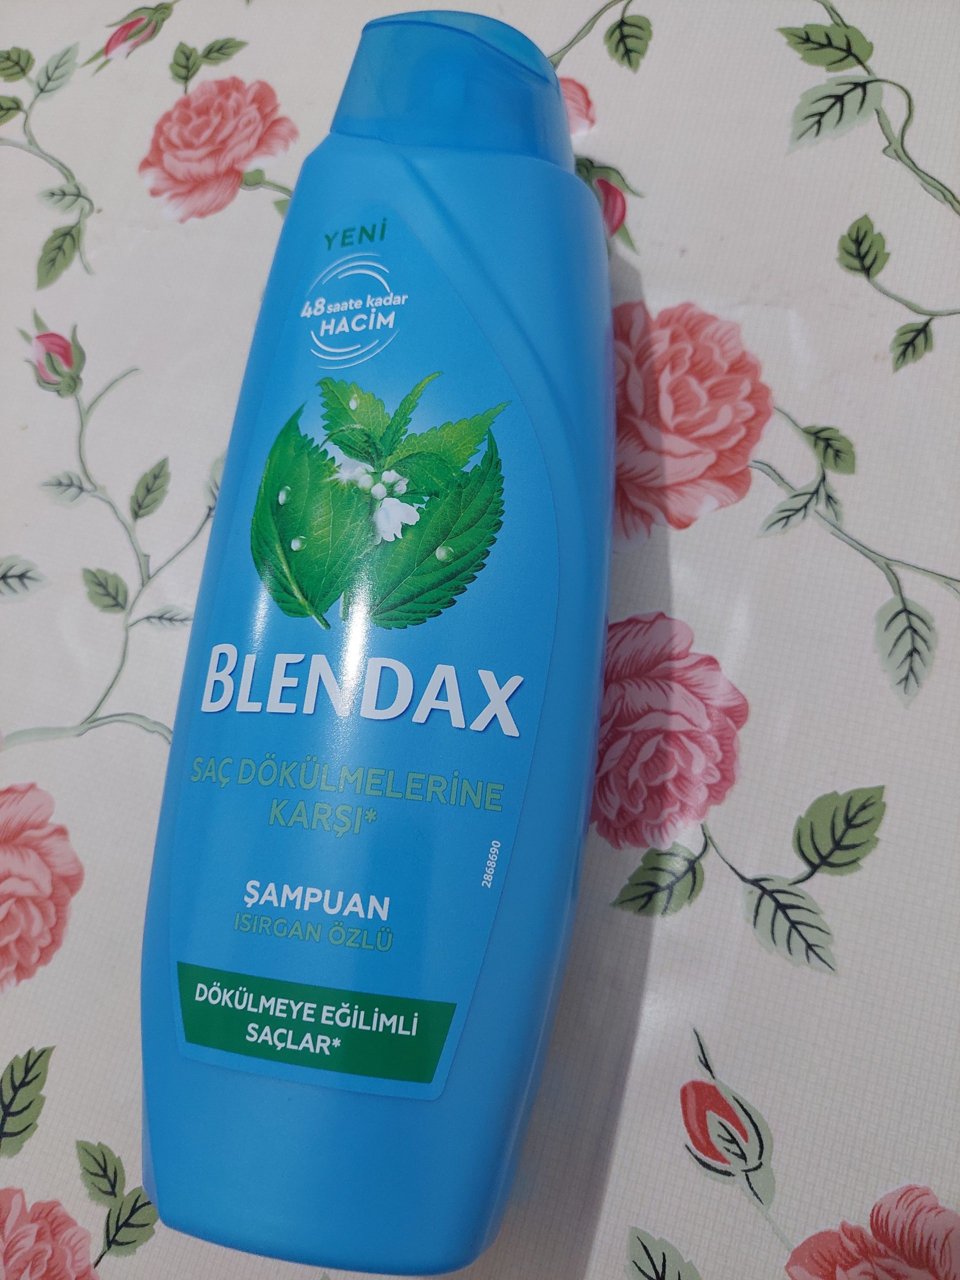 YENİ
48 saate kadar
HACİM
BLENDAX
SAÇ DÖKÜLMELERİNE
KARŞI*
2868690
ŞAMPUAN
ISIRGAN ÖZLÜ
DÖKÜLMEYE EĞİLİMLİ
SAÇLAR*